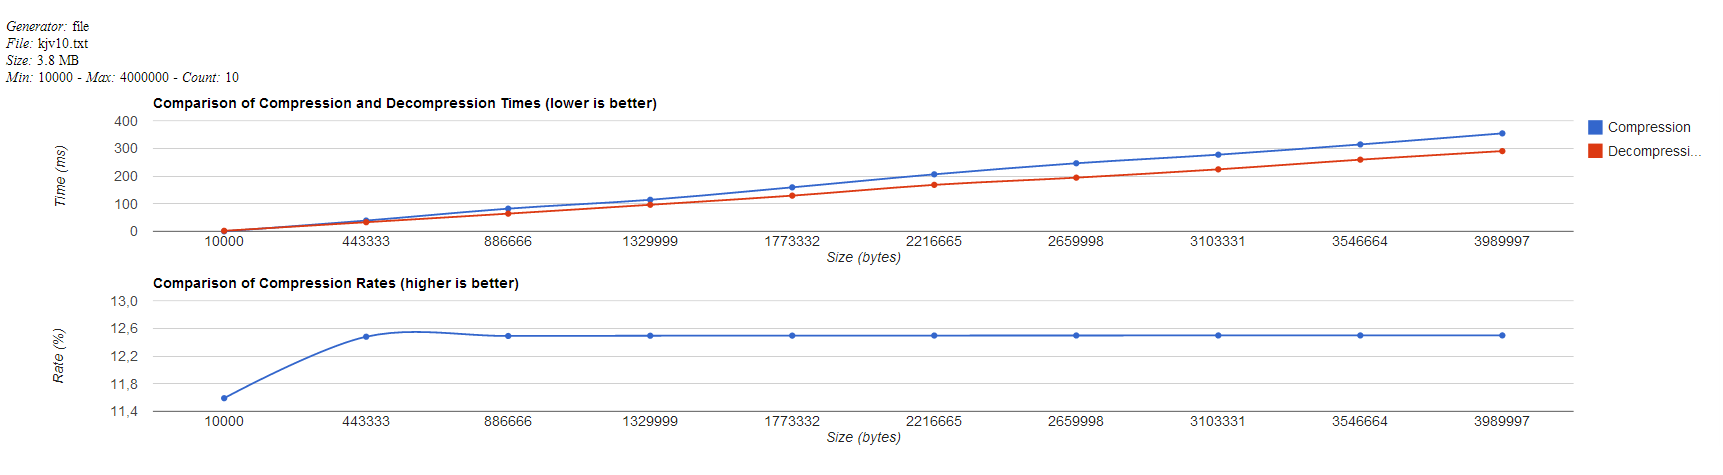 Generator: file
File: kjv10.txt
Size: 3.8 MB
Min: 10000 - Max: 4000000 - Count: 10
Comparison of Compression and Decompression Times (lower is better)
400
300
200
100
0
Time (ms)
10000 443333 886666 1329999 1773332 2216665 2659998 3103331 3546664 3989997
Size (bytes)
Compression
Decompressi...
Comparison of Compression Rates (higher is better)
13,0
12,6
12,2
11,8
11,4
Rate (%)
10000 443333 886666 1329999 1773332 2216665 2659998 3103331 3546664 3989997
Size (bytes)